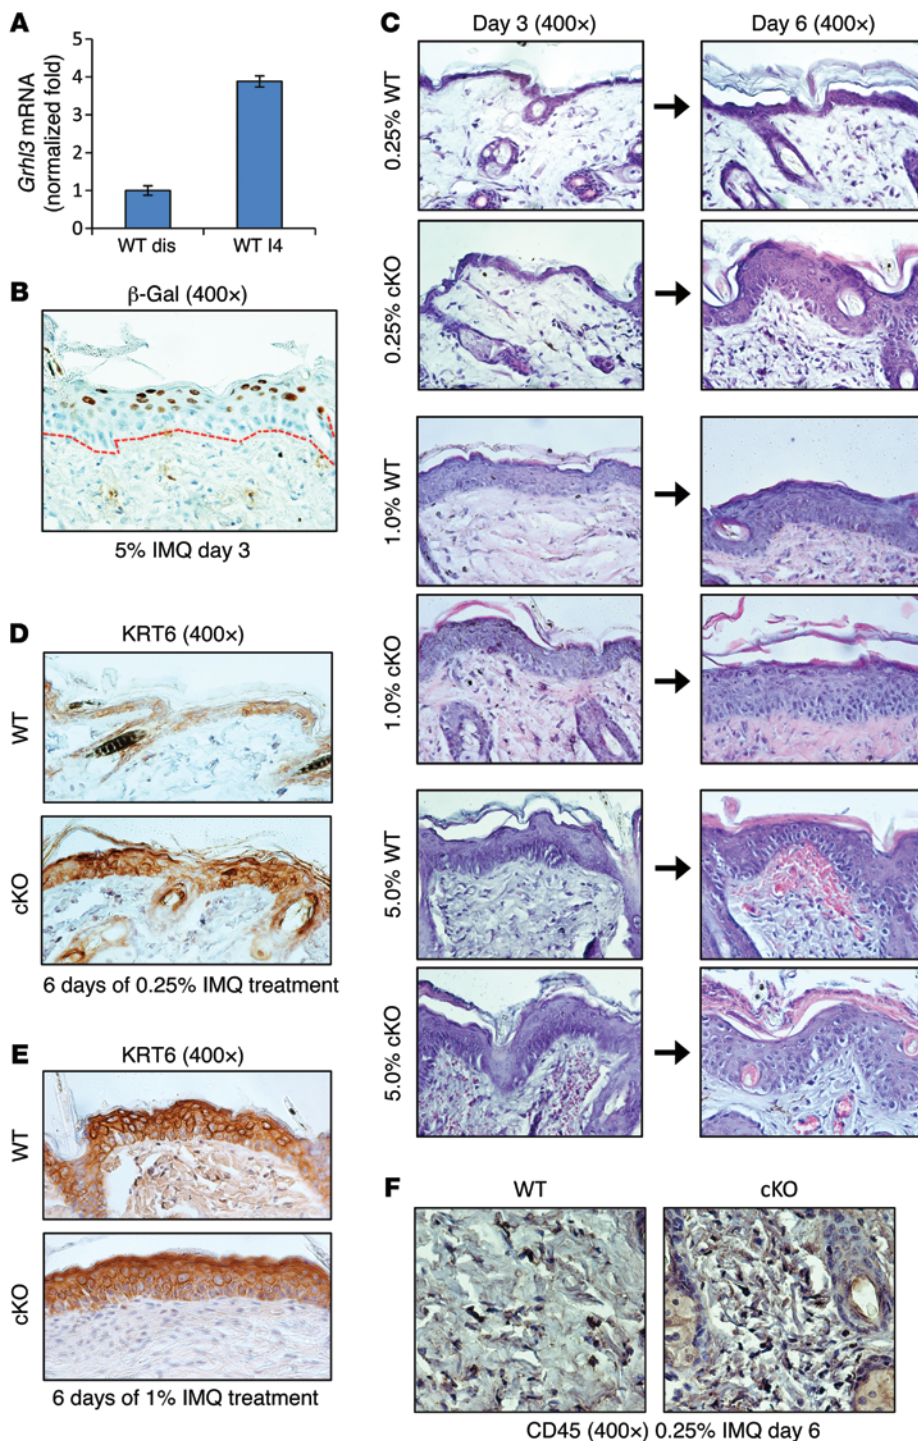 A
Grhl3 mRNA
(normalized fold)
5
4
3
2
1
0
WT dis
WT I4
B
β-Gal (400×)
5% IMQ day 3
C
Day 3 (400×)
Day 6 (400×)
0.25% WT
0.25% cKO
1.0% WT
1.0% cKO
5.0% WT
5.0% cKO
D
KRT6 (400×)
WT
cKO
6 days of 0.25% IMQ treatment
E
KRT6 (400×)
WT
cKO
6 days of 1% IMQ treatment
F
WT
cKO
CD45 (400×) 0.25% IMQ day 6